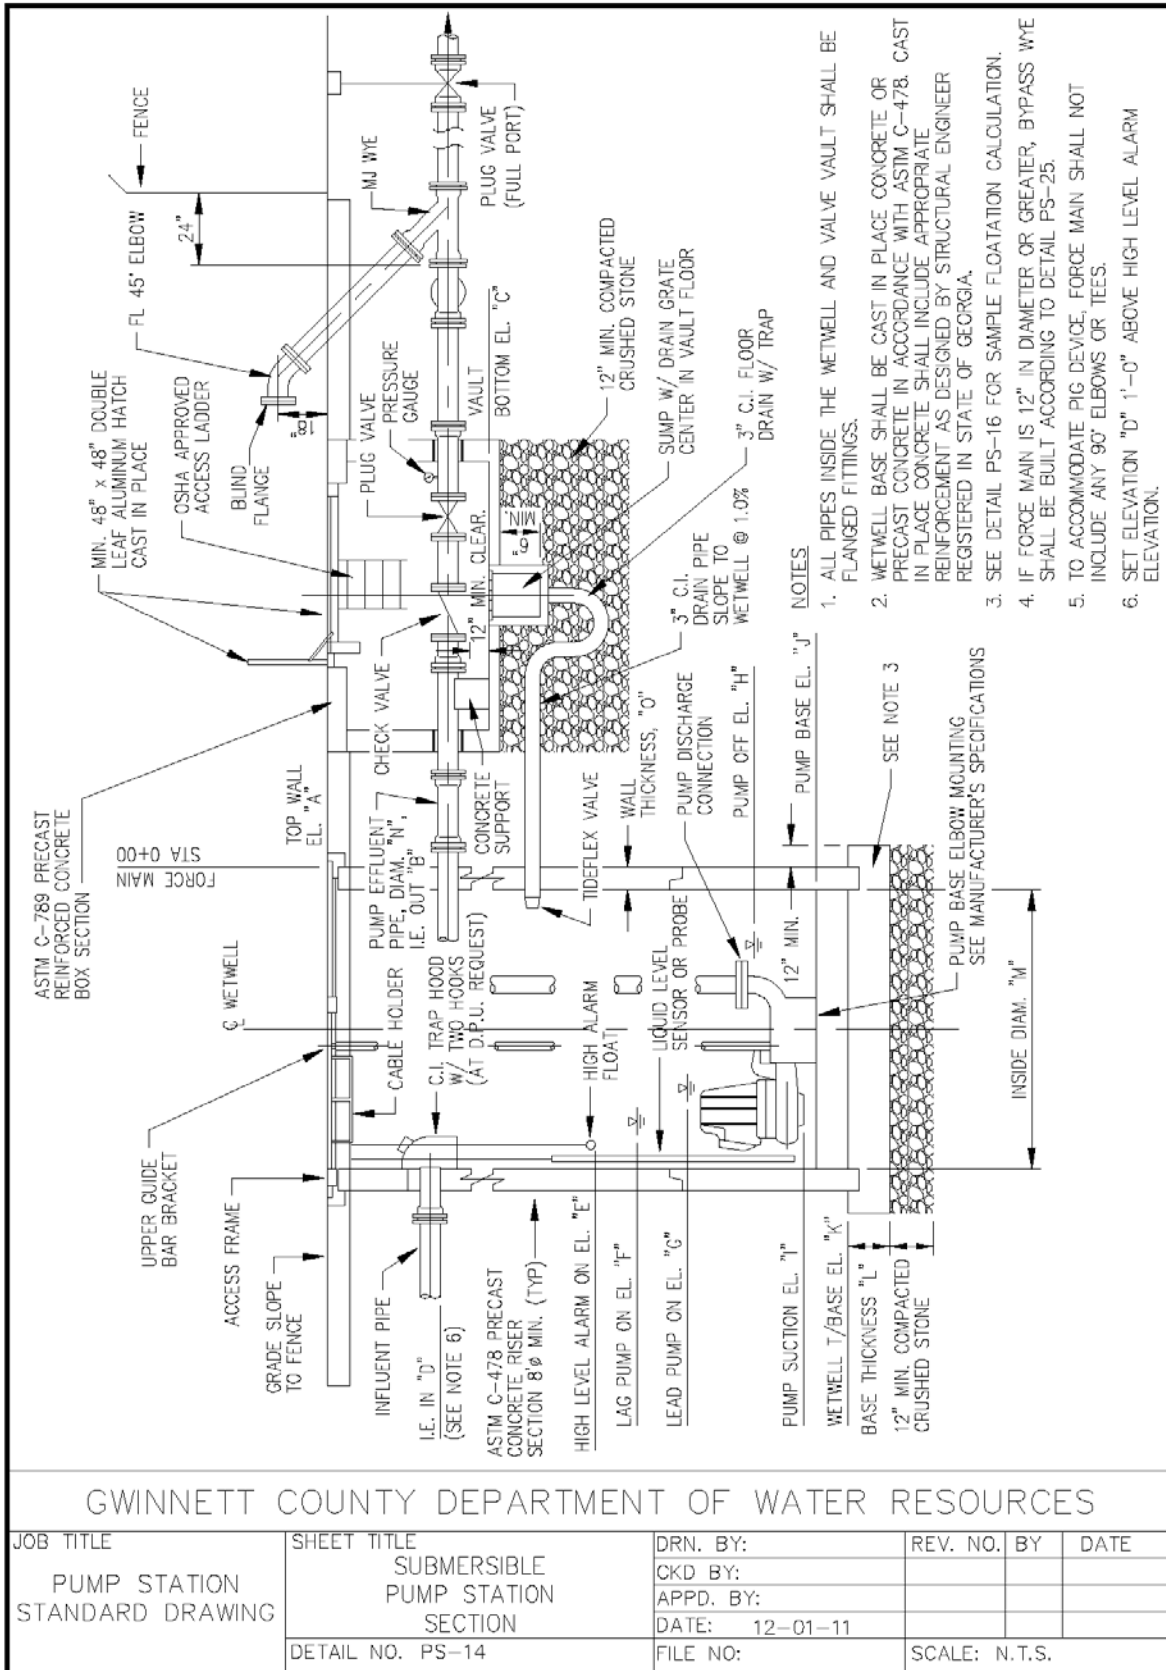 ASTM C-789 PRECAST
REINFORCED CONCRETE
BOX SECTION
MIN. 48" x 48" DOUBLE
LEAF ALUMINUM HATCH
CAST IN PLACE
OSHA APPROVED
ACCESS LADDER
FL 45° ELBOW
FENCE
24"
BLIND
FLANGE
18"
MJ WYE
PLUG VALVE
(FULL PORT)
PLUG VALVE
PRESSURE
GAUGE
VAULT
BOTTOM EL. "C"
12" MIN. COMPACTED
CRUSHED STONE
SUMP W/ DRAIN GRATE
CENTER IN VAULT FLOOR
3" C.I. FLOOR
DRAIN W/ TRAP
6"
MIN.
12" MIN. CLEAR.
3" C.I.
DRAIN PIPE
SLOPE TO
WETWELL @ 1.0%
CHECK VALVE
CONCRETE
SUPPORT
TOP WALL
EL. "A"
FORCE MAIN
STA 0+00
PUMP EFFLUENT
PIPE, DIAM. "N",
I.E. OUT "B"
TIDEFLEX VALVE
WALL
THICKNESS, "O"
PUMP DISCHARGE
CONNECTION
PUMP OFF EL. "H"
PUMP BASE EL. "J"
12" MIN.
SEE NOTE 3
PUMP BASE ELBOW MOUNTING
SEE MANUFACTURER'S SPECIFICATIONS
INSIDE DIAM. "M"
℄ WETWELL
CABLE HOLDER
C.I. TRAP HOOD
W/ TWO HOOKS
(AT D.P.U. REQUEST)
HIGH ALARM
FLOAT
LIQUID LEVEL
SENSOR OR PROBE
UPPER GUIDE
BAR BRACKET
ACCESS FRAME
GRADE SLOPE
TO FENCE
INFLUENT PIPE
I.E. IN "D"
(SEE NOTE 6)
ASTM C-478 PRECAST
CONCRETE RISER
SECTION 8'ø MIN. (TYP)
HIGH LEVEL ALARM ON EL. "E"
LAG PUMP ON EL. "F"
LEAD PUMP ON EL. "G"
PUMP SUCTION EL. "I"
WETWELL T/BASE EL. "K"
BASE THICKNESS "L"
12" MIN. COMPACTED
CRUSHED STONE
NOTES
1. ALL PIPES INSIDE THE WETWELL AND VALVE VAULT SHALL BE
FLANGED FITTINGS.
2. WETWELL BASE SHALL BE CAST IN PLACE CONCRETE OR
PRECAST CONCRETE IN ACCORDANCE WITH ASTM C-478. CAST
IN PLACE CONCRETE SHALL INCLUDE APPROPRIATE
REINFORCEMENT AS DESIGNED BY STRUCTURAL ENGINEER
REGISTERED IN STATE OF GEORGIA.
3. SEE DETAIL PS-16 FOR SAMPLE FLOATATION CALCULATION.
4. IF FORCE MAIN IS 12" IN DIAMETER OR GREATER, BYPASS WYE
SHALL BE BUILT ACCORDING TO DETAIL PS-25.
5. TO ACCOMMODATE PIG DEVICE, FORCE MAIN SHALL NOT
INCLUDE ANY 90° ELBOWS OR TEES.
6. SET ELEVATION "D" 1'-0" ABOVE HIGH LEVEL ALARM
ELEVATION.
GWINNETT COUNTY DEPARTMENT OF WATER RESOURCES
JOB TITLE
PUMP STATION
STANDARD DRAWING
SHEET TITLE
SUBMERSIBLE
PUMP STATION
SECTION
DETAIL NO. PS-14
DRN. BY:
CKD BY:
APPD. BY:
DATE: 12-01-11
FILE NO:
REV. NO. BY DATE
SCALE: N.T.S.